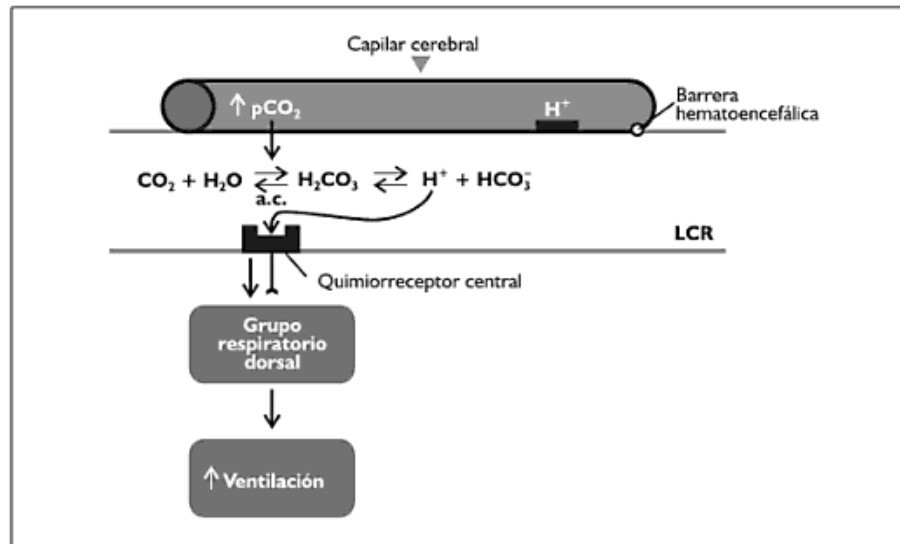 Capilar cerebral
↑ pCO₂
H⁺
Barrera
hematoencefálica
CO₂ + H₂O ⇌ H₂CO₃ ⇌ H⁺ + HCO₃⁻
a.c.
LCR
Quimiorreceptor central
Grupo
respiratorio
dorsal
↑ Ventilación